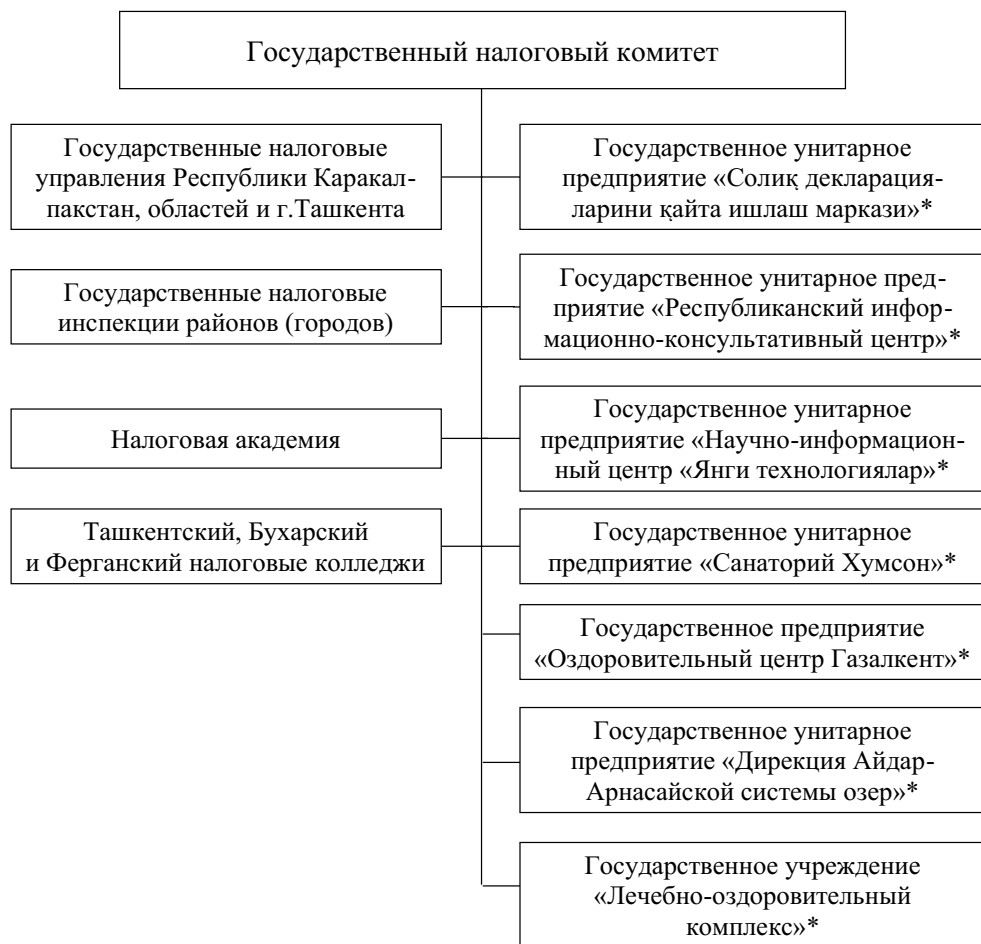 Государственный налоговый комитет
Государственные налоговые
управления Республики Каракал-
пакстан, областей и г.Ташкента
Государственное унитарное
предприятие «Солиқ декларация-
ларини қайта ишлаш маркази»*
Государственные налоговые
инспекции районов (городов)
Государственное унитарное пред-
приятие «Республиканский инфор-
мационно-консультативный центр»*
Налоговая академия
Государственное унитарное
предприятие «Научно-информацион-
ный центр «Янги технологиялар»*
Ташкентский, Бухарский
и Ферганский налоговые колледжи
Государственное унитарное
предприятие «Санаторий Хумсон»*
Государственное предприятие
«Оздоровительный центр Газалкент»*
Государственное унитарное
предприятие «Дирекция Айдар-
Арнасайской системы озер»*
Государственное учреждение
«Лечебно-оздоровительный
комплекс»*